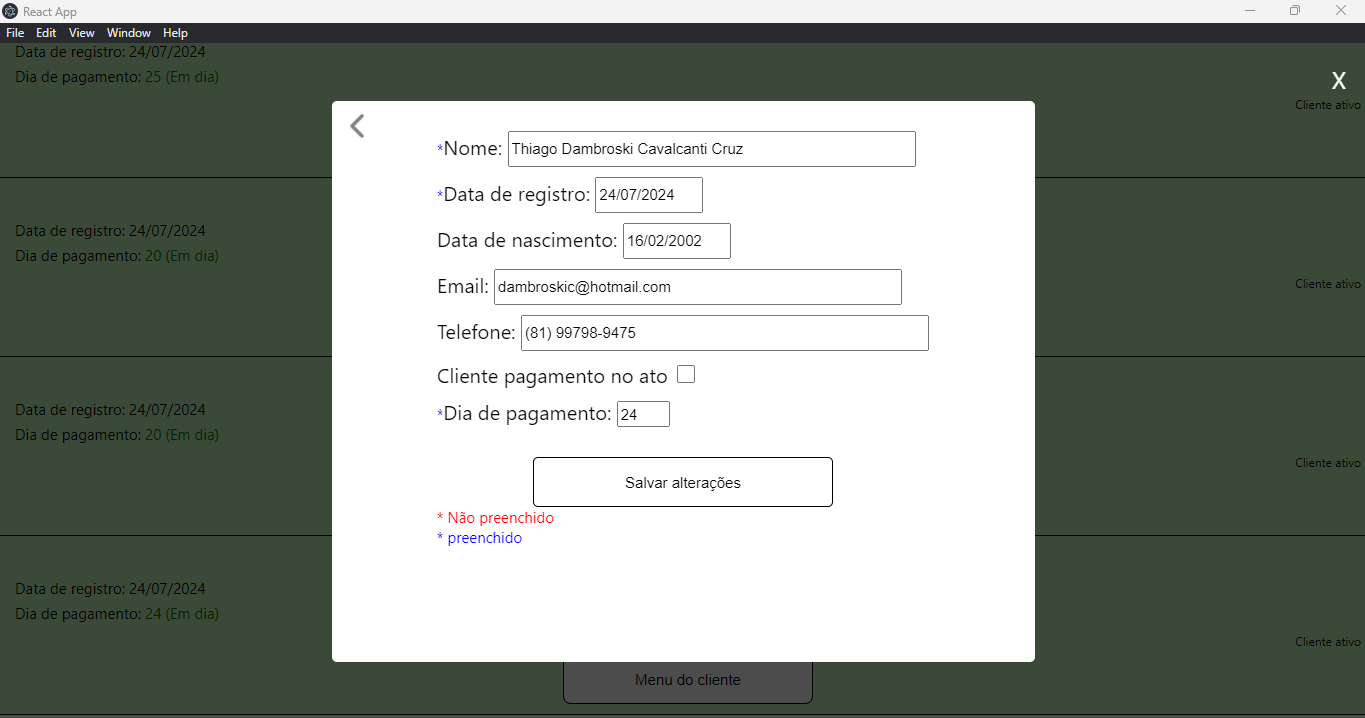 React App
File Edit View Window Help
Data de registro: 24/07/2024
Dia de pagamento: 25 (Em dia)
X
Cliente ativo
*Nome: Thiago Dambroski Cavalcanti Cruz
*Data de registro: 24/07/2024
Data de nascimento: 16/02/2002
Email: dambroskic@hotmail.com
Telefone: (81) 99798-9475
Cliente pagamento no ato
*Dia de pagamento: 24
Salvar alterações
* Não preenchido
* preenchido
Data de registro: 24/07/2024
Dia de pagamento: 20 (Em dia)
Cliente ativo
Data de registro: 24/07/2024
Dia de pagamento: 20 (Em dia)
Cliente ativo
Data de registro: 24/07/2024
Dia de pagamento: 24 (Em dia)
Cliente ativo
Menu do cliente